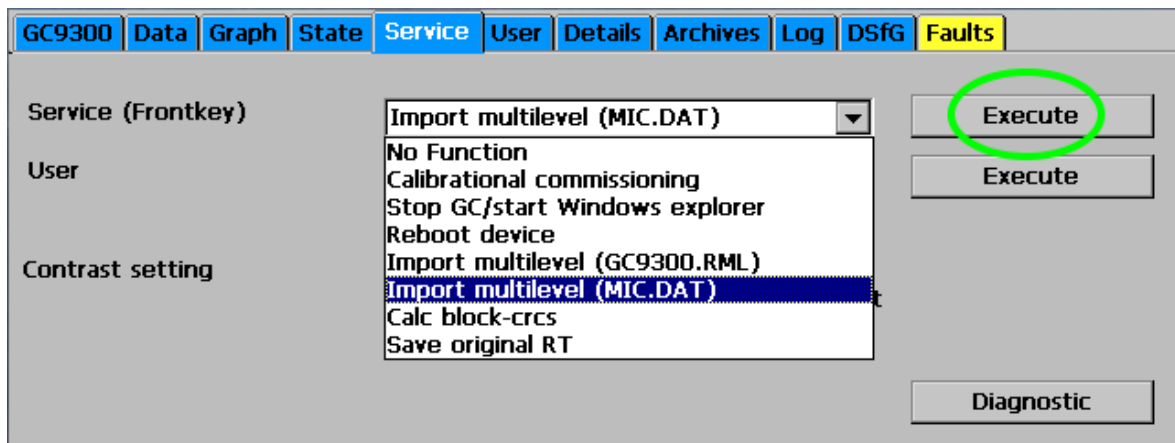 GC9300 Data Graph State Service User Details Archives Log DSfG Faults
Service (Frontkey) Import multilevel (MIC.DAT) Execute
No Function
User Calibrational commissioning Execute
Stop GC/start Windows explorer
Reboot device
Contrast setting Import multilevel (GC9300.RML)
Import multilevel (MIC.DAT)
Calc block-crcs
Save original RT
Diagnostic